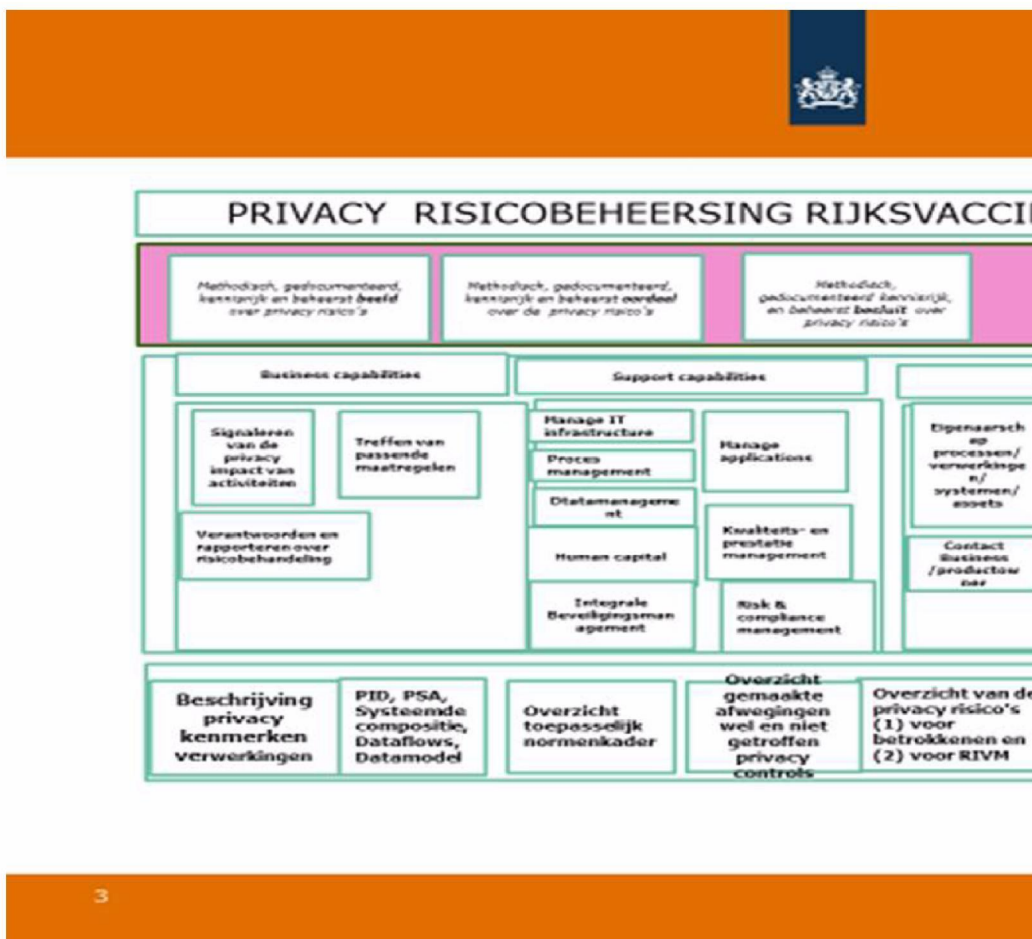 PRIVACY RISICOBEHEERSING RIJKSVACCI
Methodisch, gedocumenteerd,
kennisrijk en beheerst beeld
over privacy risico's
Methodisch, gedocumenteerd,
kennisrijk en beheerst oordeel
over de privacy risico's
Methodisch,
gedocumenteerd kennisrijk,
en beheerst besluit over
privacy risico's
Business capabilities
Support capabilities
Signaleren
van de
privacy
impact van
activiteiten
Treffen van
passende
maatregelen
Verantwoorden en
rapporteren over
risicobehandeling
Manage IT
infrastructure
Proces
management
Dtatamanageme
nt
Human capital
Integrale
Beveiligingsman
agement
Manage
applications
Kwaliteits- en
prestatie
management
Risk &
compliance
management
Eigenaarsch
ap
processen/
verwerkinge
n/
systemen/
assets
Contact
Business
/productow
ner
Beschrijving
privacy
kenmerken
verwerkingen
PID, PSA,
Systeemde
compositie,
Dataflows,
Datamodel
Overzicht
toepasselijk
normenkader
Overzicht
gemaakte
afwegingen
wel en niet
getroffen
privacy
controls
Overzicht van de
privacy risico's
(1) voor
betrokkenen en
(2) voor RIVM
3